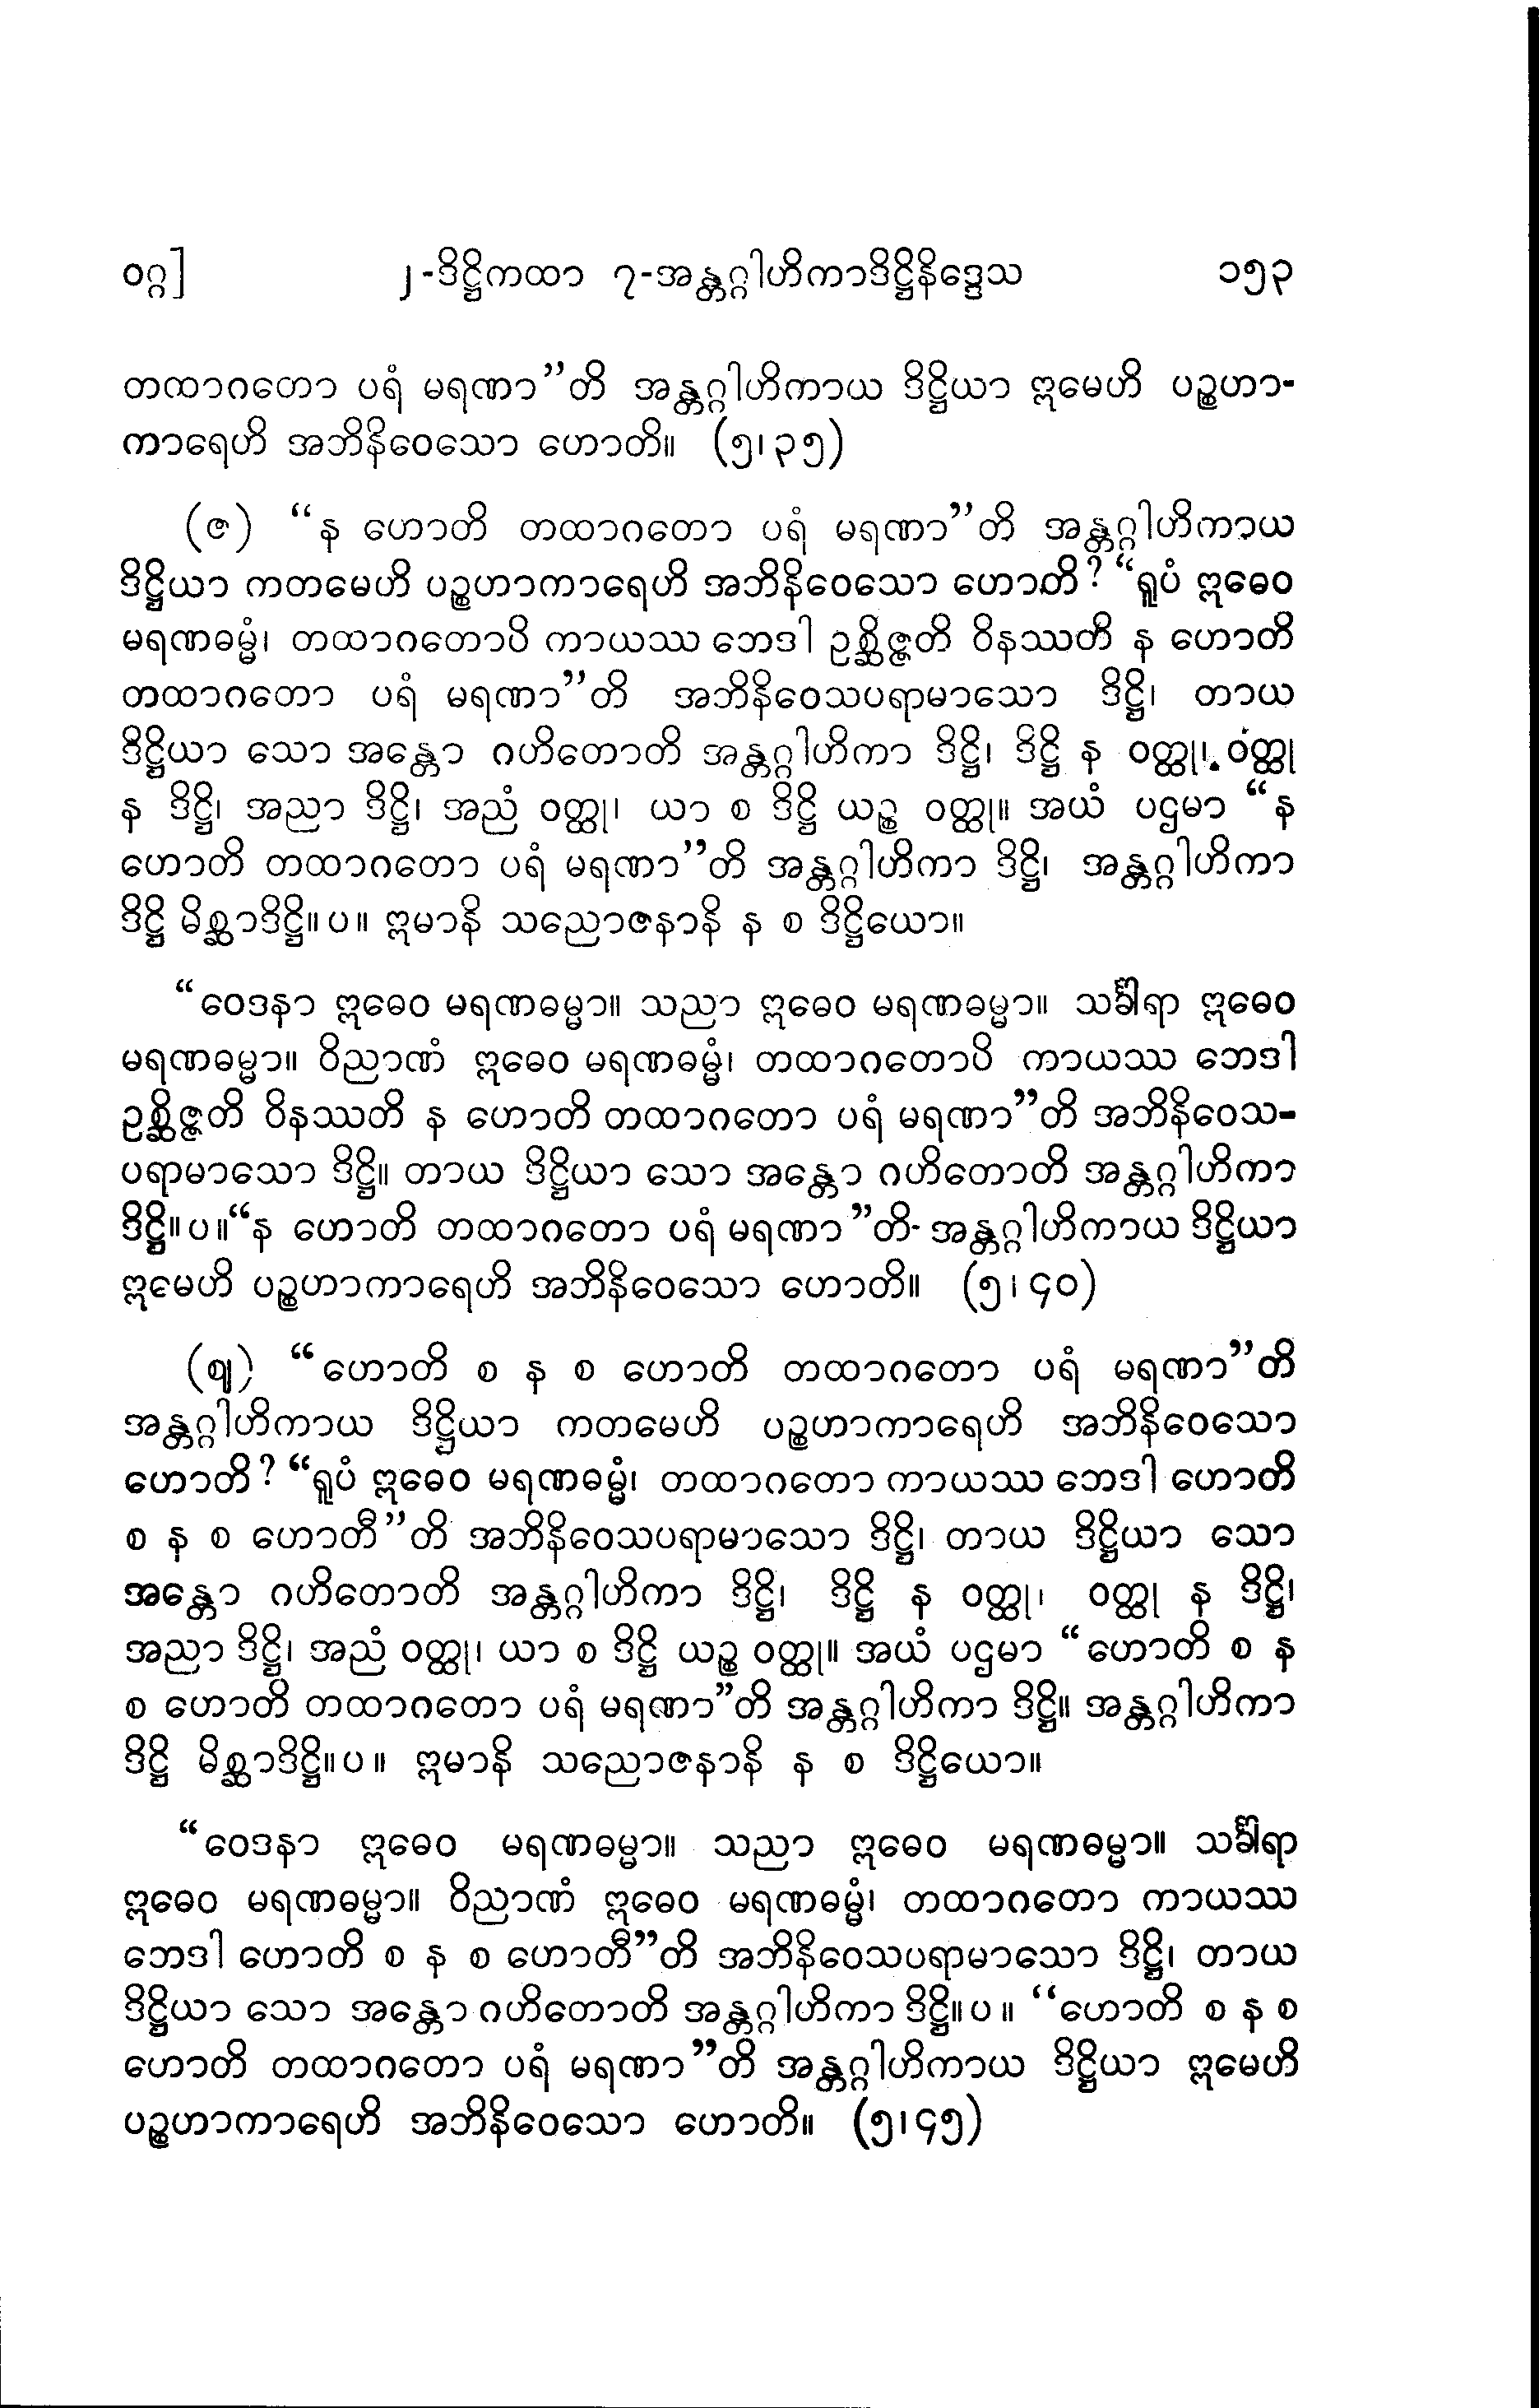 ဝဂ္ဂ] ၂-ဒိဋ္ဌိကထာ ၇-အန္တဂ္ဂါဟိကာဒိဋ္ဌိနိဒ္ဒေသ ၁၅၃
တထာဂတော ပရံ မရဏာ”တိ အန္တဂ္ဂါဟိကာယ ဒိဋ္ဌိယာ ဣမေဟိ ပဉ္စဟာ-
ကာရေဟိ အဘိနိဝေသော ဟောတိ။ (၅၊၃၅)
(ဇ) “န ဟောတိ တထာဂတော ပရံ မရဏာ”တိ အန္တဂ္ဂါဟိကာယ
ဒိဋ္ဌိယာ ကတမေဟိ ပဉ္စဟာကာရေဟိ အဘိနိဝေသော ဟောတိ? “ရူပံ ဣဓေဝ
မရဏဓမ္မံ၊ တထာဂတောပိ ကာယဿ ဘေဒါ ဥစ္ဆိဇ္ဇတိ ဝိနဿတိ န ဟောတိ
တထာဂတော ပရံ မရဏာ”တိ အဘိနိဝေသပရာမာသော ဒိဋ္ဌိ၊ တာယ
ဒိဋ္ဌိယာ သော အန္တော ဂဟိတောတိ အန္တဂ္ဂါဟိကာ ဒိဋ္ဌိ၊ ဒိဋ္ဌိ န ဝတ္ထု၊ ဝတ္ထု
န ဒိဋ္ဌိ၊ အညာ ဒိဋ္ဌိ၊ အညံ ဝတ္ထု၊ ယာ စ ဒိဋ္ဌိ ယဉ္စ ဝတ္ထု။ အယံ ပဌမာ “န
ဟောတိ တထာဂတော ပရံ မရဏာ”တိ အန္တဂ္ဂါဟိကာ ဒိဋ္ဌိ၊ အန္တဂ္ဂါဟိကာ
ဒိဋ္ဌိ မိစ္ဆာဒိဋ္ဌိ။ပ။ ဣမာနိ သညောဇနာနိ န စ ဒိဋ္ဌိယော။
“ဝေဒနာ ဣဓေဝ မရဏဓမ္မာ။ သညာ ဣဓေဝ မရဏဓမ္မာ။ သင်္ခါရာ ဣဓေဝ
မရဏဓမ္မာ။ ဝိညာဏံ ဣဓေဝ မရဏဓမ္မံ၊ တထာဂတောပိ ကာယဿ ဘေဒါ
ဥစ္ဆိဇ္ဇတိ ဝိနဿတိ န ဟောတိ တထာဂတော ပရံ မရဏာ”တိ အဘိနိဝေသ-
ပရာမာသော ဒိဋ္ဌိ။ တာယ ဒိဋ္ဌိယာ သော အန္တော ဂဟိတောတိ အန္တဂ္ဂါဟိကာ
ဒိဋ္ဌိ။ပ။“န ဟောတိ တထာဂတော ပရံ မရဏာ”တိ အန္တဂ္ဂါဟိကာယ ဒိဋ္ဌိယာ
ဣမေဟိ ပဉ္စဟာကာရေဟိ အဘိနိဝေသော ဟောတိ။ (၅၊၄၀)
(ဈ) “ဟောတိ စ န စ ဟောတိ တထာဂတော ပရံ မရဏာ”တိ
အန္တဂ္ဂါဟိကာယ ဒိဋ္ဌိယာ ကတမေဟိ ပဉ္စဟာကာရေဟိ အဘိနိဝေသော
ဟောတိ? “ရူပံ ဣဓေဝ မရဏဓမ္မံ၊ တထာဂတော ကာယဿ ဘေဒါ ဟောတိ
စ န စ ဟောတီ”တိ အဘိနိဝေသပရာမာသော ဒိဋ္ဌိ၊ တာယ ဒိဋ္ဌိယာ သော
အန္တော ဂဟိတောတိ အန္တဂ္ဂါဟိကာ ဒိဋ္ဌိ၊ ဒိဋ္ဌိ န ဝတ္ထု၊ ဝတ္ထု န ဒိဋ္ဌိ၊
အညာ ဒိဋ္ဌိ၊ အညံ ဝတ္ထု၊ ယာ စ ဒိဋ္ဌိ ယဉ္စ ဝတ္ထု။ အယံ ပဌမာ “ဟောတိ စ န
စ ဟောတိ တထာဂတော ပရံ မရဏာ”တိ အန္တဂ္ဂါဟိကာ ဒိဋ္ဌိ။ အန္တဂ္ဂါဟိကာ
ဒိဋ္ဌိ မိစ္ဆာဒိဋ္ဌိ။ပ။ ဣမာနိ သညောဇနာနိ န စ ဒိဋ္ဌိယော။
“ဝေဒနာ ဣဓေဝ မရဏဓမ္မာ။ သညာ ဣဓေဝ မရဏဓမ္မာ။ သင်္ခါရာ
ဣဓေဝ မရဏဓမ္မာ။ ဝိညာဏံ ဣဓေဝ မရဏဓမ္မံ၊ တထာဂတော ကာယဿ
ဘေဒါ ဟောတိ စ န စ ဟောတီ”တိ အဘိနိဝေသပရာမာသော ဒိဋ္ဌိ၊ တာယ
ဒိဋ္ဌိယာ သော အန္တော ဂဟိတောတိ အန္တဂ္ဂါဟိကာ ဒိဋ္ဌိ။ပ။ “ဟောတိ စ န စ
ဟောတိ တထာဂတော ပရံ မရဏာ”တိ အန္တဂ္ဂါဟိကာယ ဒိဋ္ဌိယာ ဣမေဟိ
ပဉ္စဟာကာရေဟိ အဘိနိဝေသော ဟောတိ။ (၅၊၄၅)